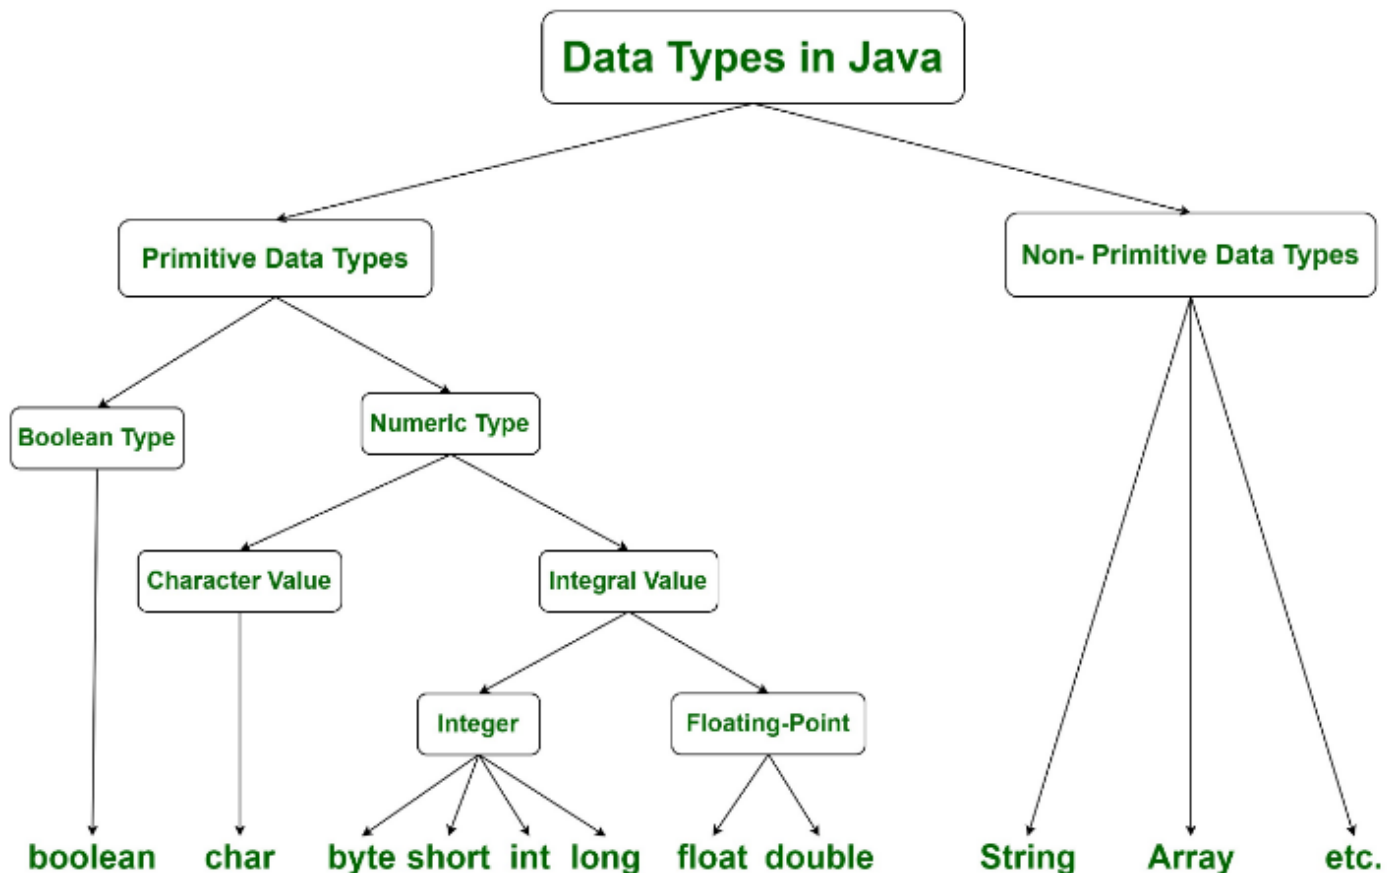 Data Types in Java
Primitive Data Types
Non- Primitive Data Types
Boolean Type
Numeric Type
Character Value
Integral Value
Integer
Floating-Point
boolean
char
byte
short
int
long
float
double
String
Array
etc.